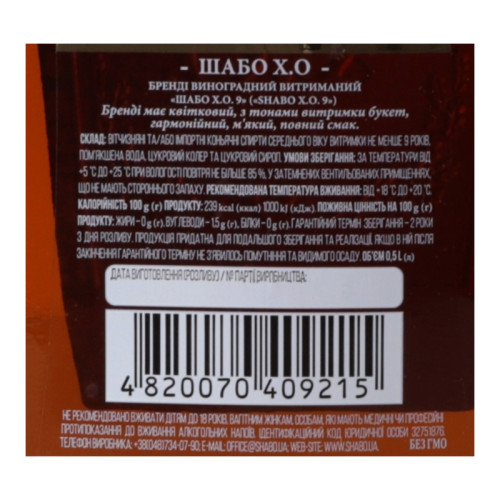 - ШАБО Х.О -
БРЕНДІ ВИНОГРАДНИЙ ВИТРИМАНИЙ
«ШАБО Х.О. 9» («SHABO X.O. 9»)
Бренді має квітковий, з тонами витримки букет,
гармонійний, м'який, повний смак.
СКЛАД: ВІТЧИЗНЯНІ ТА/АБО ІМПОРТНІ КОНЬЯЧНІ СПИРТИ СЕРЕДНЬОГО ВІКУ ВИТРИМКИ НЕ МЕНШЕ 9 РОКІВ,
ПОМ'ЯКШЕНА ВОДА, ЦУКРОВИЙ КОЛЕР ТА ЦУКРОВИЙ СИРОП. УМОВИ ЗБЕРІГАННЯ: ЗА ТЕМПЕРАТУРИ ВІД
+5 °С ДО +25 °С ПРИ ВОЛОГОСТІ ПОВІТРЯ НЕ БІЛЬШЕ 85 %, У ЗАТЕМНЕНИХ ВЕНТИЛЬОВАНИХ ПРИМІЩЕННЯХ,
ЩО НЕ МАЮТЬ СТОРОННЬОГО ЗАПАХУ. РЕКОМЕНДОВАНА ТЕМПЕРАТУРА ВЖИВАННЯ: ВІД +18 °С ДО +20 °С.
КАЛОРІЙНІСТЬ 100 g (г) ПРОДУКТУ: 239 kcal (ккал) 1000 kJ (кДж). ПОЖИВНА ЦІННІСТЬ НА 100 g (г)
ПРОДУКТУ: ЖИРИ – 0 g (г), ВУГЛЕВОДИ – 1,5 g (г), БІЛКИ – 0 g (г). ГАРАНТІЙНИЙ ТЕРМІН ЗБЕРІГАННЯ – 2 РОКИ
З ДНЯ РОЗЛИВУ. ПРОДУКЦІЯ ПРИДАТНА ДЛЯ ПОДАЛЬШОГО ЗБЕРІГАННЯ ТА РЕАЛІЗАЦІЇ, ЯКЩО В НІЙ ПІСЛЯ
ЗАКІНЧЕННЯ ГАРАНТІЙНОГО ТЕРМІНУ НЕ З'ЯВИЛОСЬ ПОМУТНІННЯ ТА ВИДИМОГО ОСАДУ. ОБ'ЄМ 0,5 L (л)
ДАТА ВИГОТОВЛЕННЯ (РОЗЛИВУ) / № ПАРТІЇ ВИРОБНИЦТВА:
4 820070 409215
НЕ РЕКОМЕНДОВАНО ВЖИВАТИ ДІТЯМ ДО 18 РОКІВ, ВАГІТНИМ ЖІНКАМ, ОСОБАМ, ЯКІ МАЮТЬ МЕДИЧНІ ЧИ ПРОФЕСІЙНІ
ПРОТИПОКАЗАННЯ ДО ВЖИВАННЯ АЛКОГОЛЬНИХ НАПОЇВ. ІДЕНТИФІКАЦІЙНИЙ КОД ЮРИДИЧНОЇ ОСОБИ 32751876.
ТЕЛЕФОН ВИРОБНИКА: +38(048)734-07-90; E-MAIL: OFFICE@SHABO.UA, WEB-SITE: WWW.SHABO.UA БЕЗ ГМО